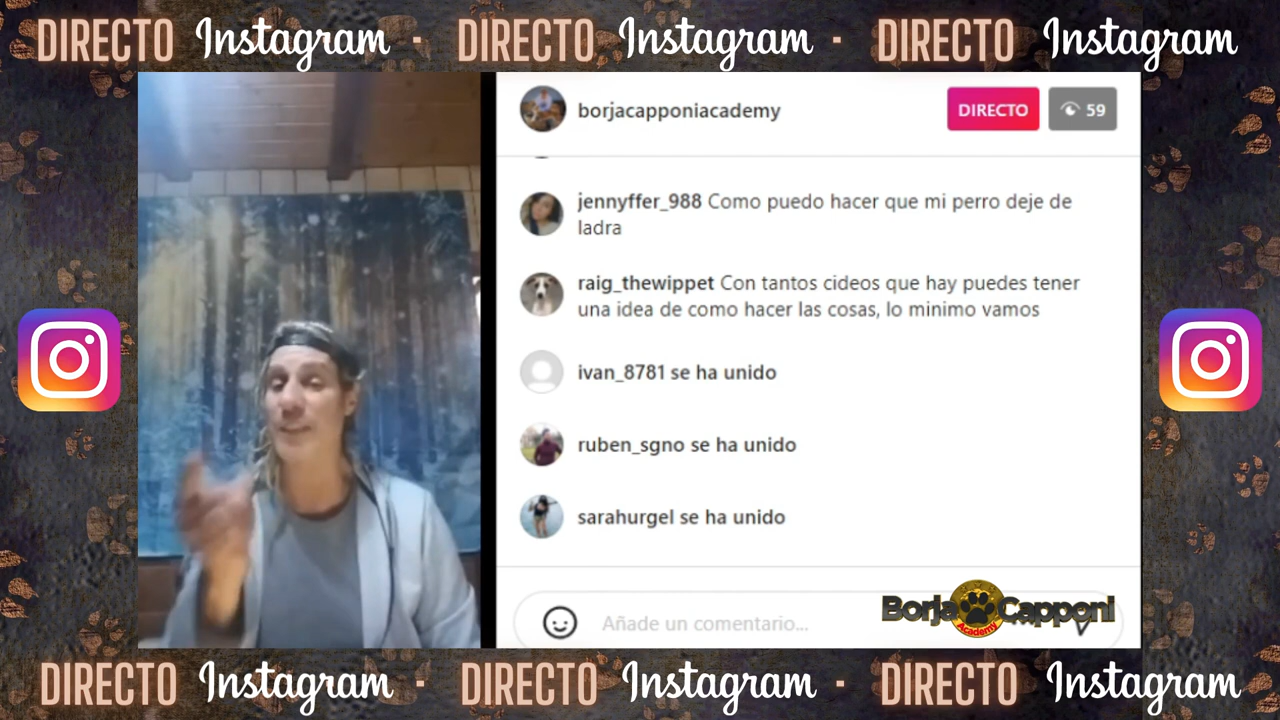 DIRECTO Instagram · DIRECTO Instagram · DIRECTO Instagram
borjacapponiacademy DIRECTO 59
jennyffer_988 Como puedo hacer que mi perro deje de
ladra
raig_thewippet Con tantos cideos que hay puedes tener
una idea de como hacer las cosas, lo minimo vamos
ivan_8781 se ha unido
ruben_sgno se ha unido
sarahurgel se ha unido
Añade un comentario...
Borja Capponi
Academy
DIRECTO Instagram · DIRECTO Instagram · DIRECTO Instagram